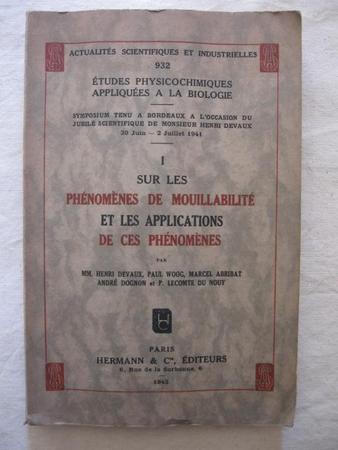 ACTUALITÉS SCIENTIFIQUES ET INDUSTRIELLES
932
ÉTUDES PHYSICOCHIMIQUES
APPLIQUÉES A LA BIOLOGIE
SYMPOSIUM TENU A BORDEAUX A L'OCCASION DU
JUBILÉ SCIENTIFIQUE DE MONSIEUR HENRI DEVAUX
30 Juin — 2 Juillet 1941
I
SUR LES
PHÉNOMÈNES DE MOUILLABILITÉ
ET LES APPLICATIONS
DE CES PHÉNOMÈNES
PAR
MM. HENRI DEVAUX, PAUL WOOG, MARCEL ABRIBAT
ANDRÉ DOGNON et P. LECOMTE DU NOUY
HC
PARIS
HERMANN & Cie, ÉDITEURS
6, Rue de la Sorbonne, 6
1942